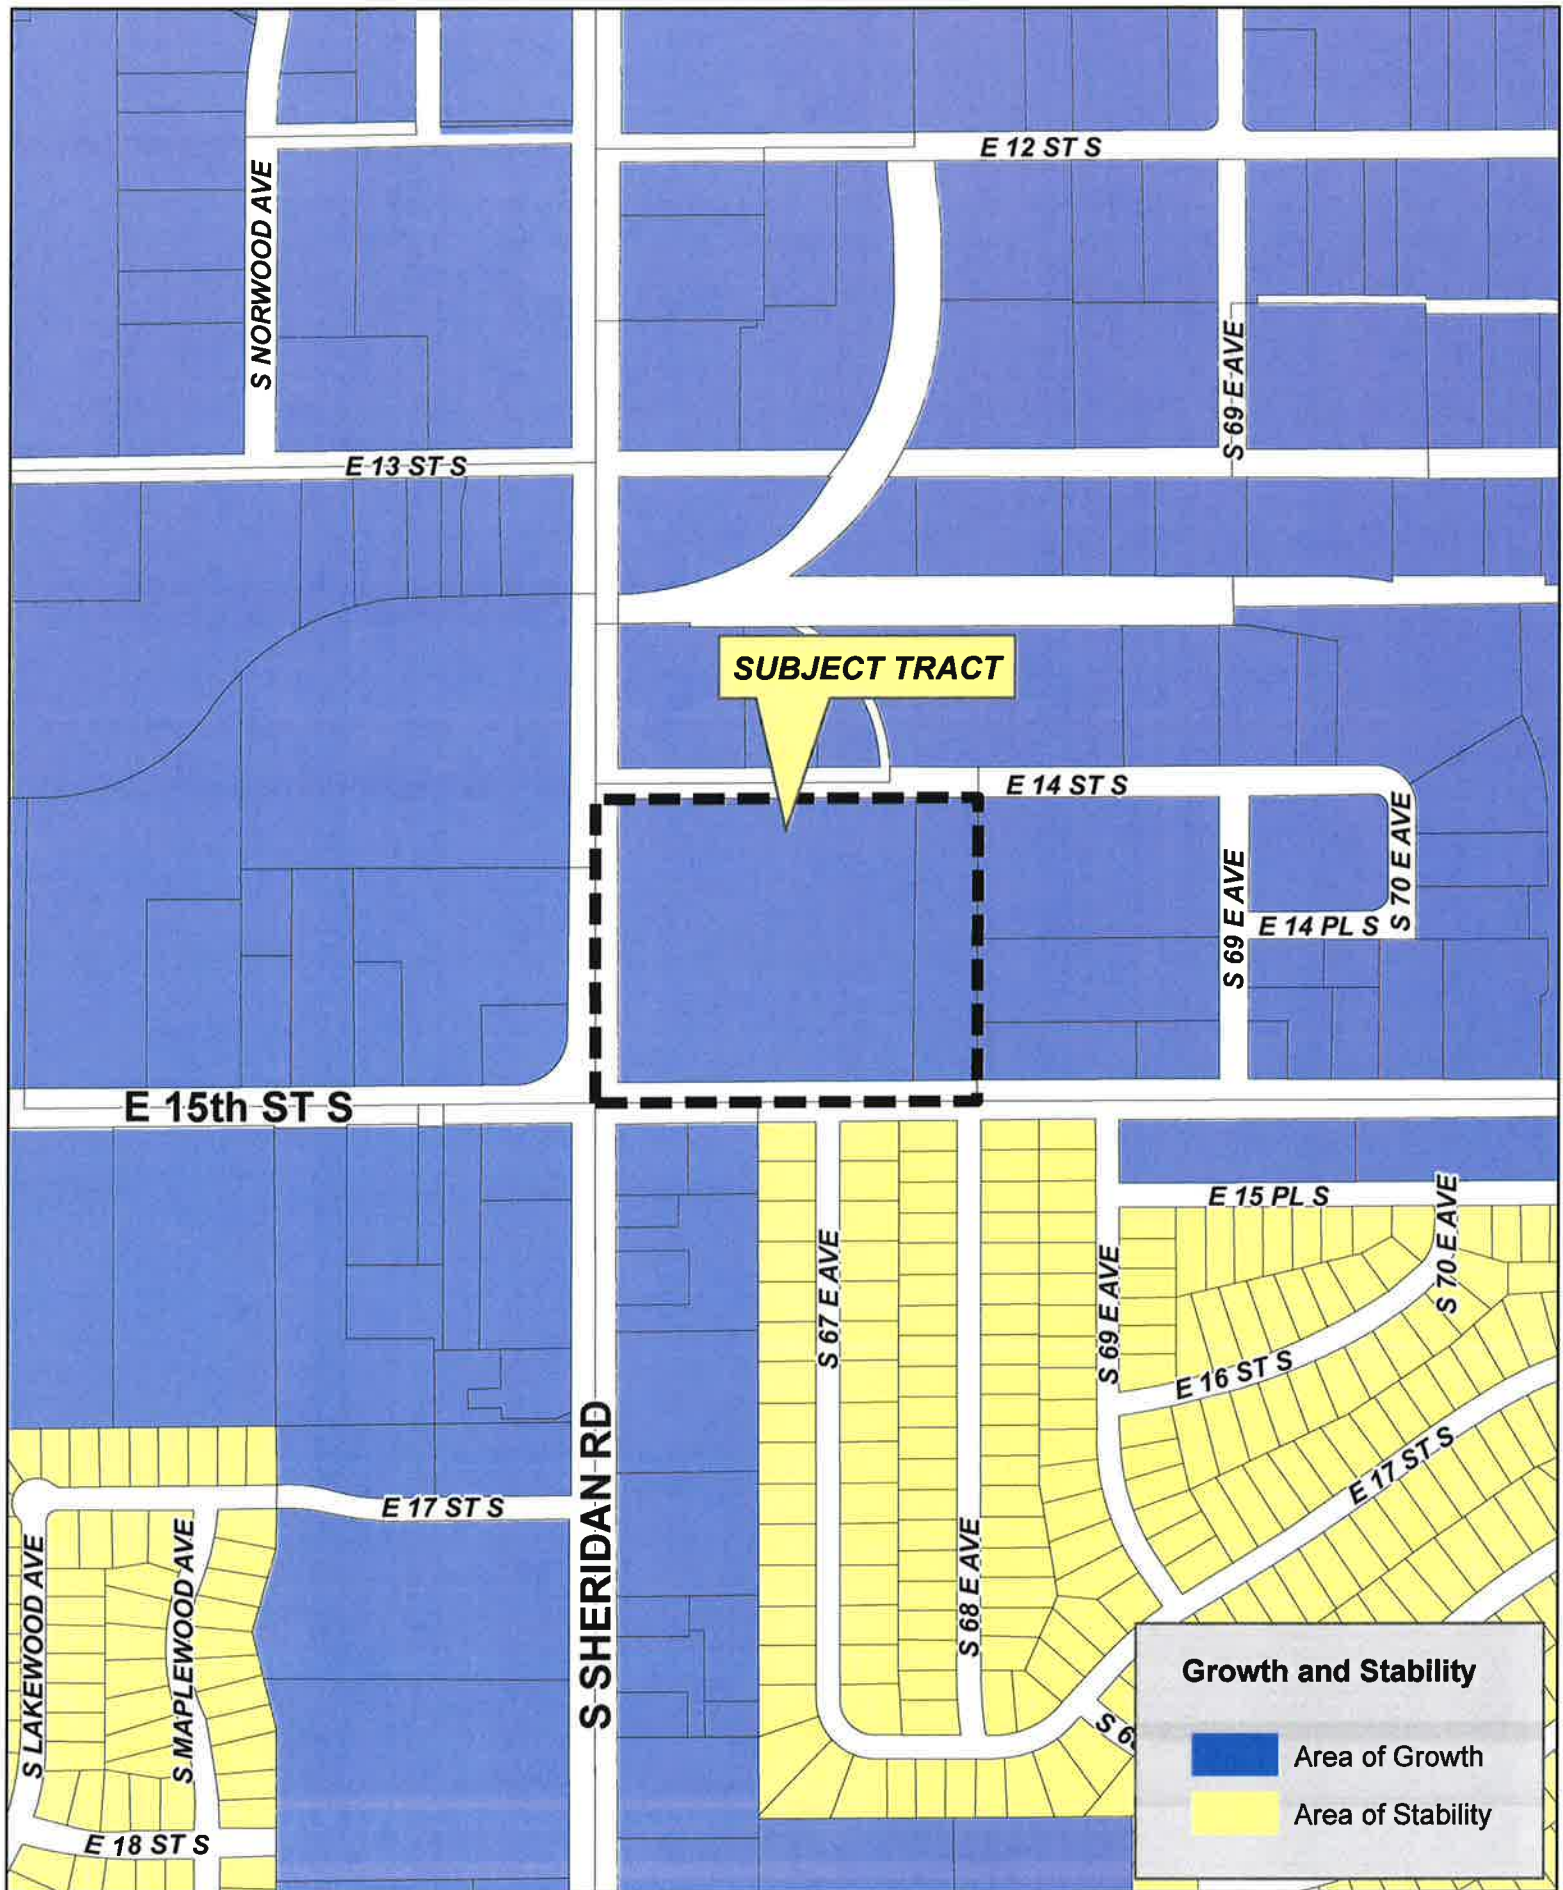 E 12 ST S
S NORWOOD AVE
S 69 E AVE
E 13 ST S
SUBJECT TRACT
E 14 ST S
S 70 E AVE
S 69 E AVE
E 14 PL S
E 15th ST S
E 15 PL S
S 70 E AVE
S 67 E AVE
S 69 E AVE
E 16 ST S
S SHERIDAN RD
E 17 ST S
E 17 ST S
S LAKEWOOD AVE
S MAPLEWOOD AVE
S 68 E AVE
Growth and Stability
Area of Growth
Area of Stability
E 18 ST S